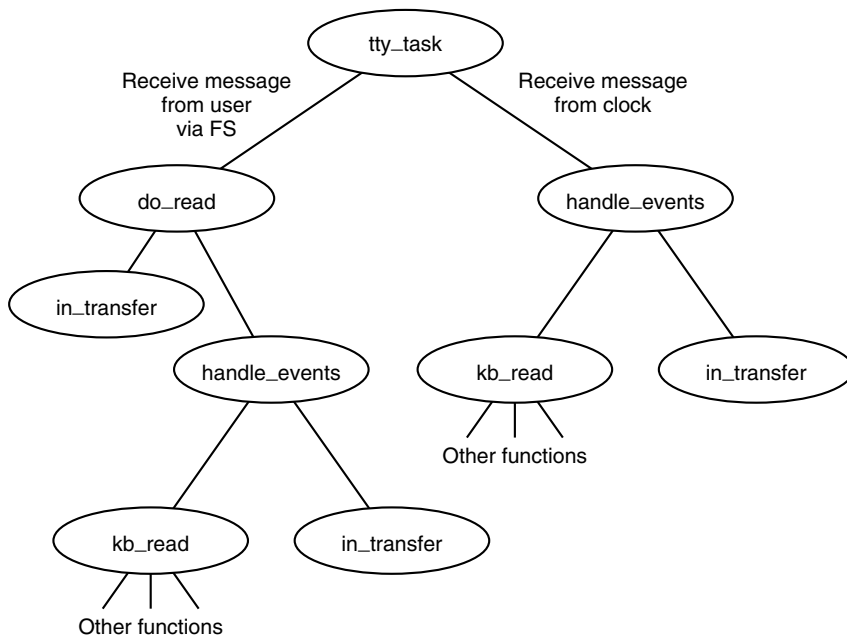 tty_task
Receive message
from user
via FS
Receive message
from clock
do_read
handle_events
in_transfer
handle_events
kb_read
in_transfer
Other functions
kb_read
in_transfer
Other functions